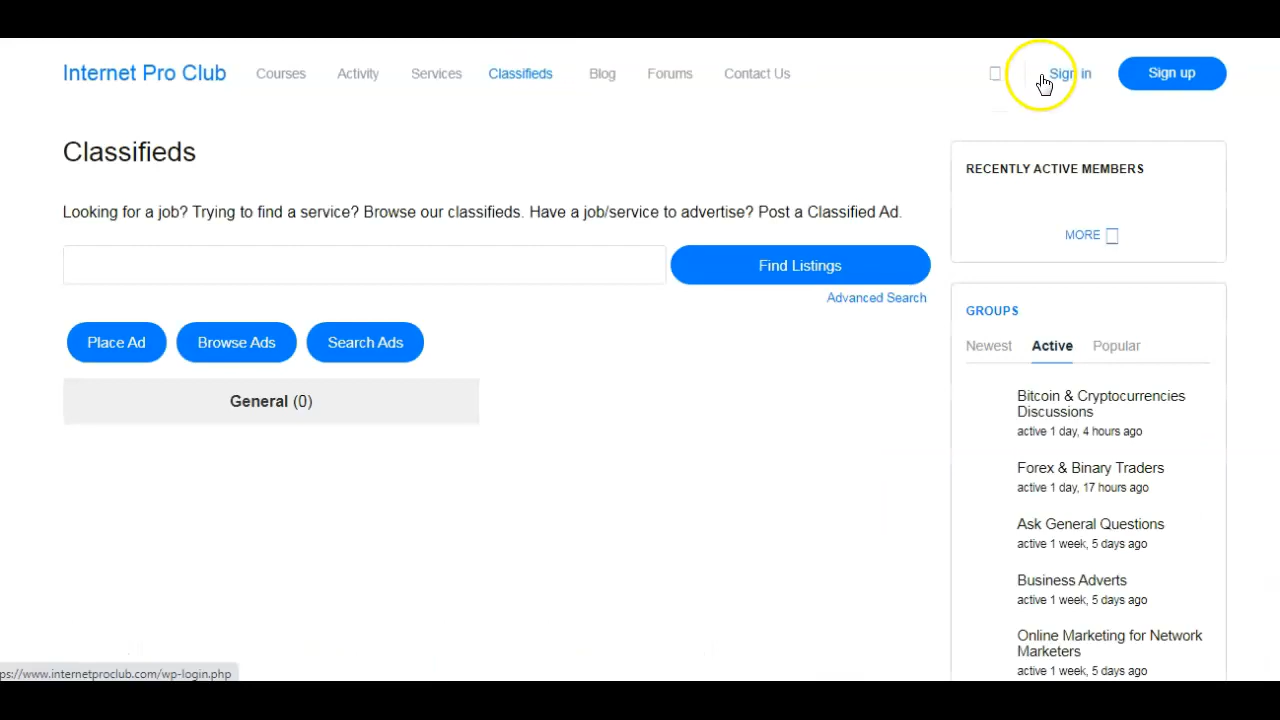 Internet Pro Club Courses Activity Services Classifieds Blog Forums Contact Us Sign in Sign up
Classifieds
Looking for a job? Trying to find a service? Browse our classifieds. Have a job/service to advertise? Post a Classified Ad.
Find Listings
Advanced Search
Place Ad Browse Ads Search Ads
General (0)
RECENTLY ACTIVE MEMBERS
MORE
GROUPS
Newest Active Popular
Bitcoin & Cryptocurrencies
Discussions
active 1 day, 4 hours ago
Forex & Binary Traders
active 1 day, 17 hours ago
Ask General Questions
active 1 week, 5 days ago
Business Adverts
active 1 week, 5 days ago
Online Marketing for Network
Marketers
active 1 week, 5 days ago
ps://www.internetproclub.com/wp-login.php